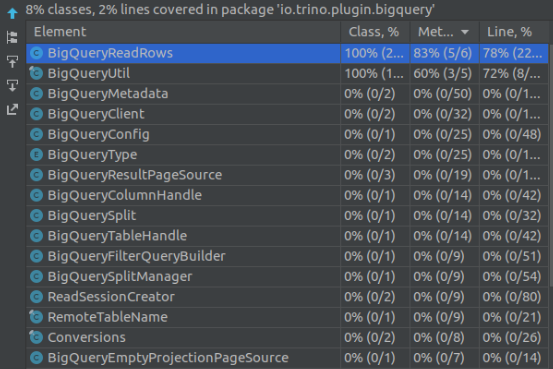 8% classes, 2% lines covered in package 'io.trino.plugin.bigquery'
Element Class, % Met... Line, %
BigQueryReadRows 100% (2... 83% (5/6) 78% (22...
BigQueryUtil 100% (1... 60% (3/5) 72% (8/...
BigQueryMetadata 0% (0/2) 0% (0/50) 0% (0/1...
BigQueryClient 0% (0/2) 0% (0/32) 0% (0/1...
BigQueryConfig 0% (0/1) 0% (0/25) 0% (0/48)
BigQueryType 0% (0/2) 0% (0/25) 0% (0/1...
BigQueryResultPageSource 0% (0/3) 0% (0/19) 0% (0/1...
BigQueryColumnHandle 0% (0/1) 0% (0/14) 0% (0/42)
BigQuerySplit 0% (0/1) 0% (0/14) 0% (0/32)
BigQueryTableHandle 0% (0/1) 0% (0/14) 0% (0/42)
BigQueryFilterQueryBuilder 0% (0/1) 0% (0/9) 0% (0/51)
BigQuerySplitManager 0% (0/1) 0% (0/9) 0% (0/54)
ReadSessionCreator 0% (0/2) 0% (0/9) 0% (0/80)
RemoteTableName 0% (0/1) 0% (0/9) 0% (0/21)
Conversions 0% (0/2) 0% (0/8) 0% (0/26)
BigQueryEmptyProjectionPageSource 0% (0/1) 0% (0/7) 0% (0/14)